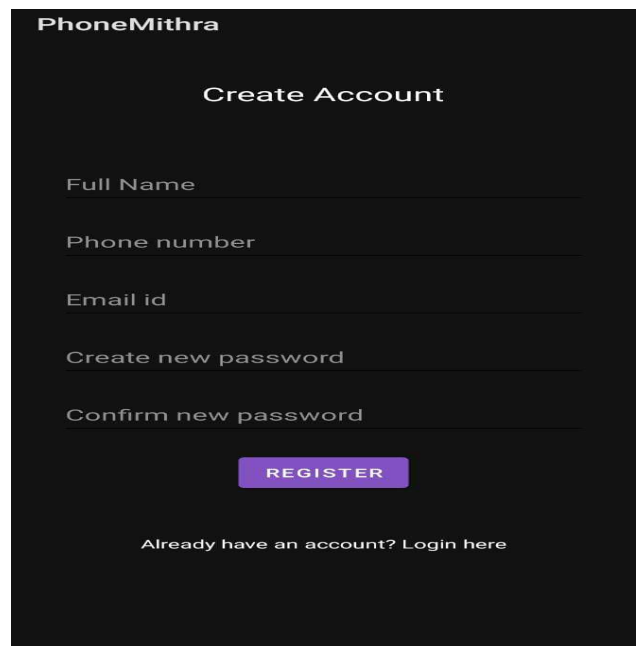 PhoneMithra
Create Account
Full Name
Phone number
Email id
Create new password
Confirm new password
REGISTER
Already have an account? Login here